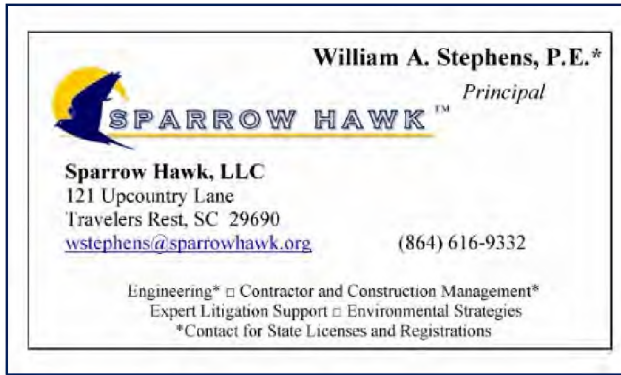 William A. Stephens, P.E.*
Principal
SPARROW HAWK™
Sparrow Hawk, LLC
121 Upcountry Lane
Travelers Rest, SC 29690
wstephens@sparrowhawk.org (864) 616-9332
Engineering* □ Contractor and Construction Management*
Expert Litigation Support □ Environmental Strategies
*Contact for State Licenses and Registrations